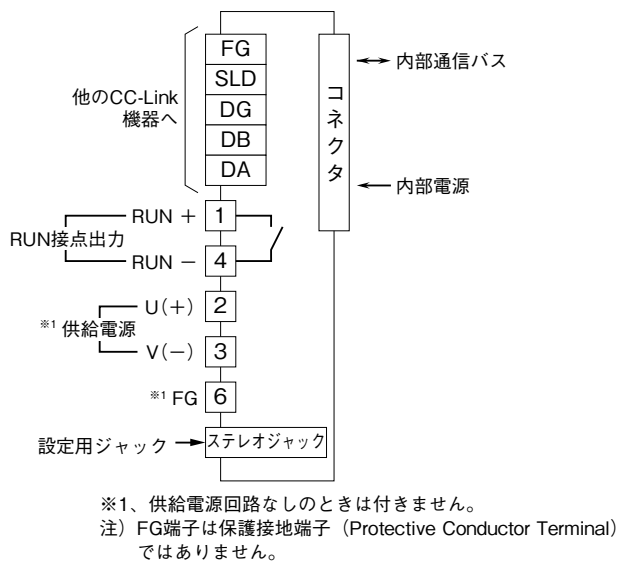 FG
SLD
DG
DB
DA
他のCC-Link
機器へ
コネクタ
内部通信バス
内部電源
RUN +
1
RUN接点出力
RUN −
4
U(+)
2
※1 供給電源
V(−)
3
※1 FG
6
設定用ジャック
ステレオジャック
※1、供給電源回路なしのときは付きません。
注）FG端子は保護接地端子（Protective Conductor Terminal）
ではありません。